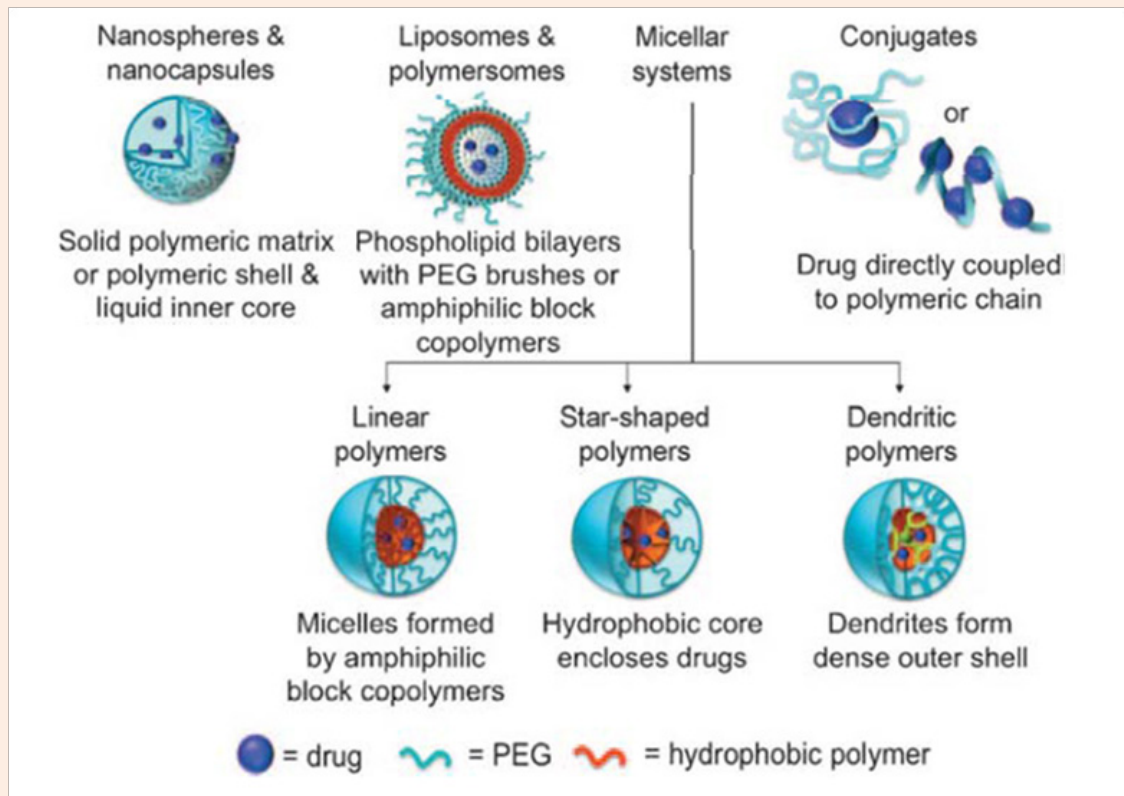 Nanospheres &
nanocapsules
Solid polymeric matrix
or polymeric shell &
liquid inner core
Liposomes &
polymersomes
Phospholipid bilayers
with PEG brushes or
amphiphilic block
copolymers
Micellar
systems
Conjugates
or
Drug directly coupled
to polymeric chain
Linear
polymers
Micelles formed
by amphiphilic
block copolymers
Star-shaped
polymers
Hydrophobic core
encloses drugs
Dendritic
polymers
Dendrites form
dense outer shell
= drug = PEG = hydrophobic polymer